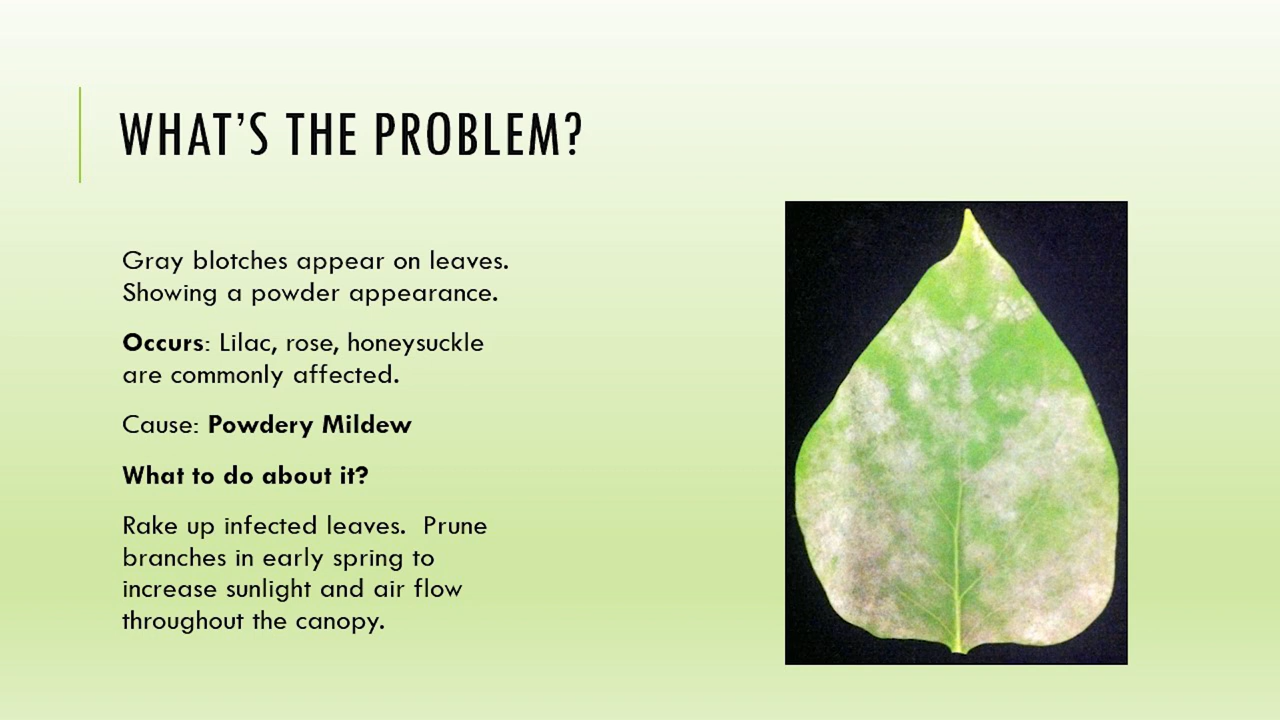 WHAT'S THE PROBLEM?
Gray blotches appear on leaves.
Showing a powder appearance.
Occurs: Lilac, rose, honeysuckle
are commonly affected.
Cause: Powdery Mildew
What to do about it?
Rake up infected leaves.  Prune
branches in early spring to
increase sunlight and air flow
throughout the canopy.